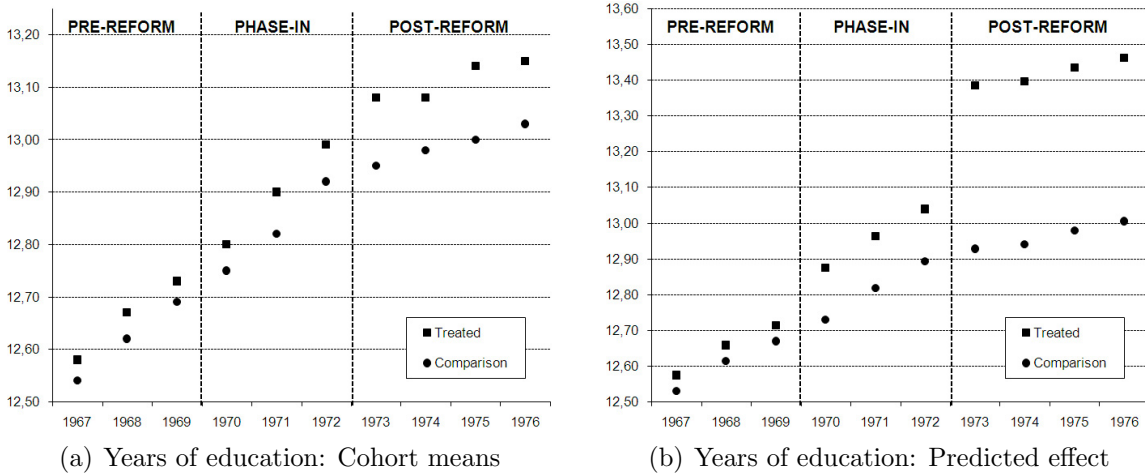 PRE-REFORM PHASE-IN POST-REFORM
13,20
13,10
13,00
12,90
12,80
12,70
12,60
12,50
Treated
Comparison
1967 1968 1969 1970 1971 1972 1973 1974 1975 1976
(a) Years of education: Cohort means
13,60
PRE-REFORM PHASE-IN POST-REFORM
13,50
13,40
13,30
13,20
13,10
13,00
12,90
12,80
12,70
12,60
12,50
Treated
Comparison
1967 1968 1969 1970 1971 1972 1973 1974 1975 1976
(b) Years of education: Predicted effect